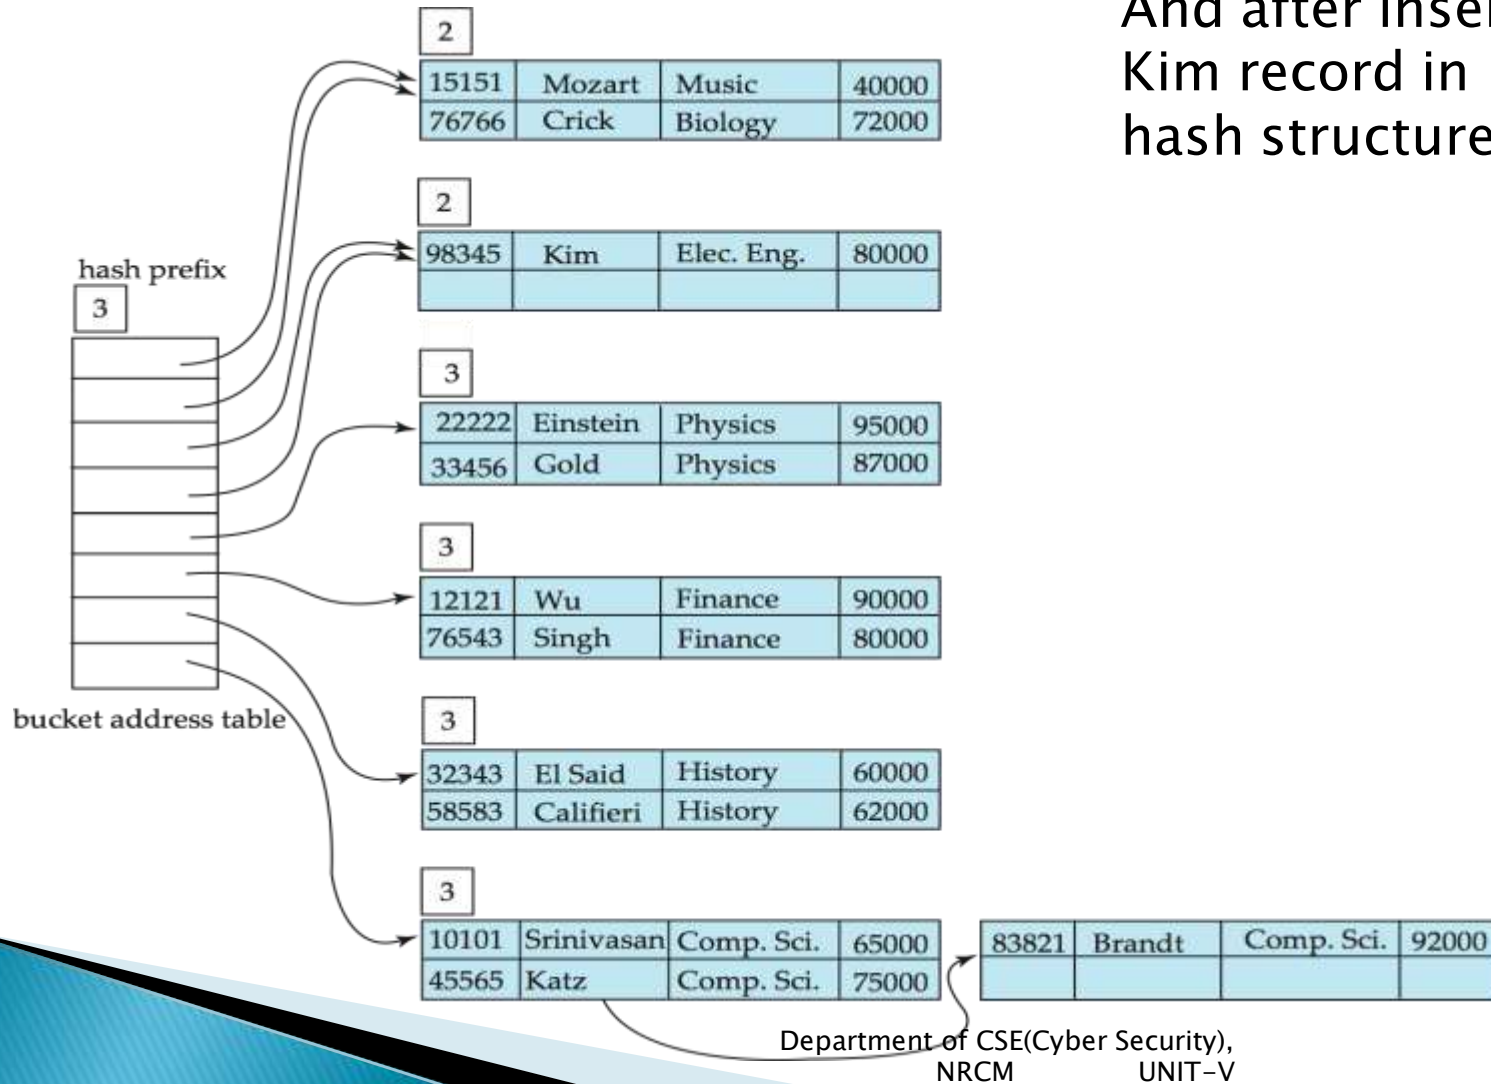 And after inser
Kim record in
hash structure
2
15151 Mozart Music 40000
76766 Crick Biology 72000
2
98345 Kim Elec. Eng. 80000
hash prefix
3
3
22222 Einstein Physics 95000
33456 Gold Physics 87000
3
12121 Wu Finance 90000
76543 Singh Finance 80000
bucket address table
3
32343 El Said History 60000
58583 Califieri History 62000
3
10101 Srinivasan Comp. Sci. 65000
45565 Katz Comp. Sci. 75000
83821 Brandt Comp. Sci. 92000
Department of CSE(Cyber Security),
NRCM UNIT-V